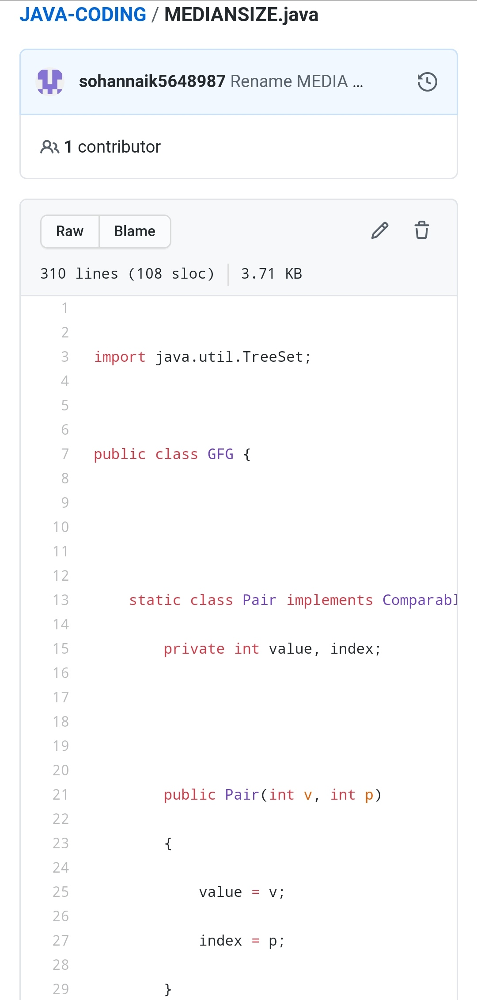 JAVA-CODING / MEDIANSIZE.java
sohannaik5648987 Rename MEDIA ...
1 contributor
Raw Blame
310 lines (108 sloc) 3.71 KB
1
2
3 import java.util.TreeSet;
4
5
6
7 public class GFG {
8
9
10
11
12
13 static class Pair implements Comparabl
14
15 private int value, index;
16
17
18
19
20
21 public Pair(int v, int p)
22
23 {
24
25 value = v;
26
27 index = p;
28
29 }